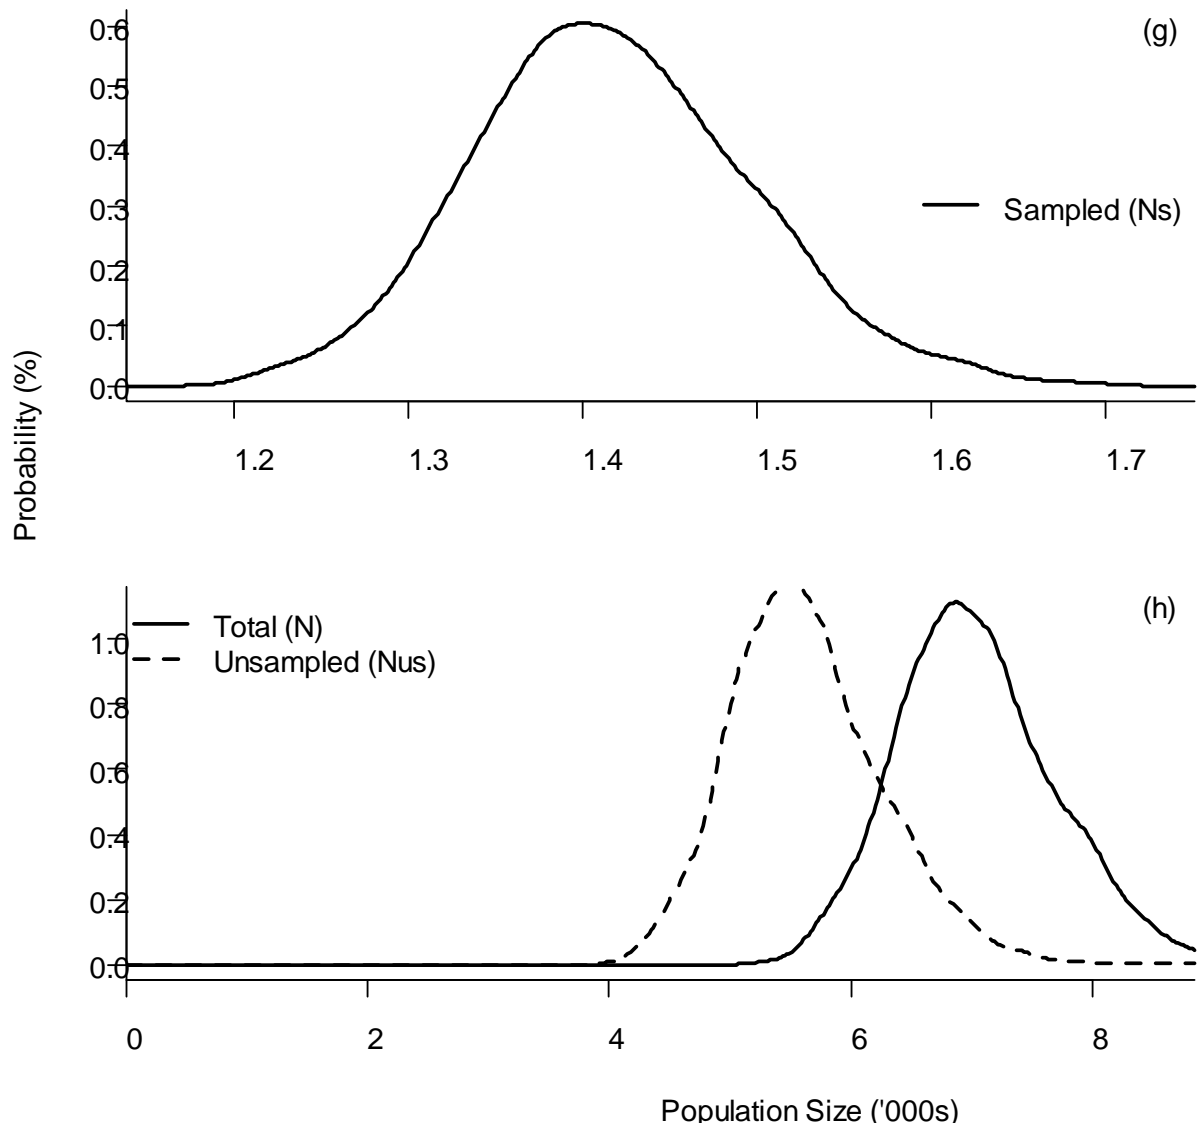 (g)
0.6
0.5
0.4
0.3
0.2
0.1
0.0
Sampled (Ns)
1.2 1.3 1.4 1.5 1.6 1.7
Probability (%)
(h)
Total (N)
Unsampled (Nus)
1.0
0.8
0.6
0.4
0.2
0.0
0 2 4 6 8
Population Size ('000s)